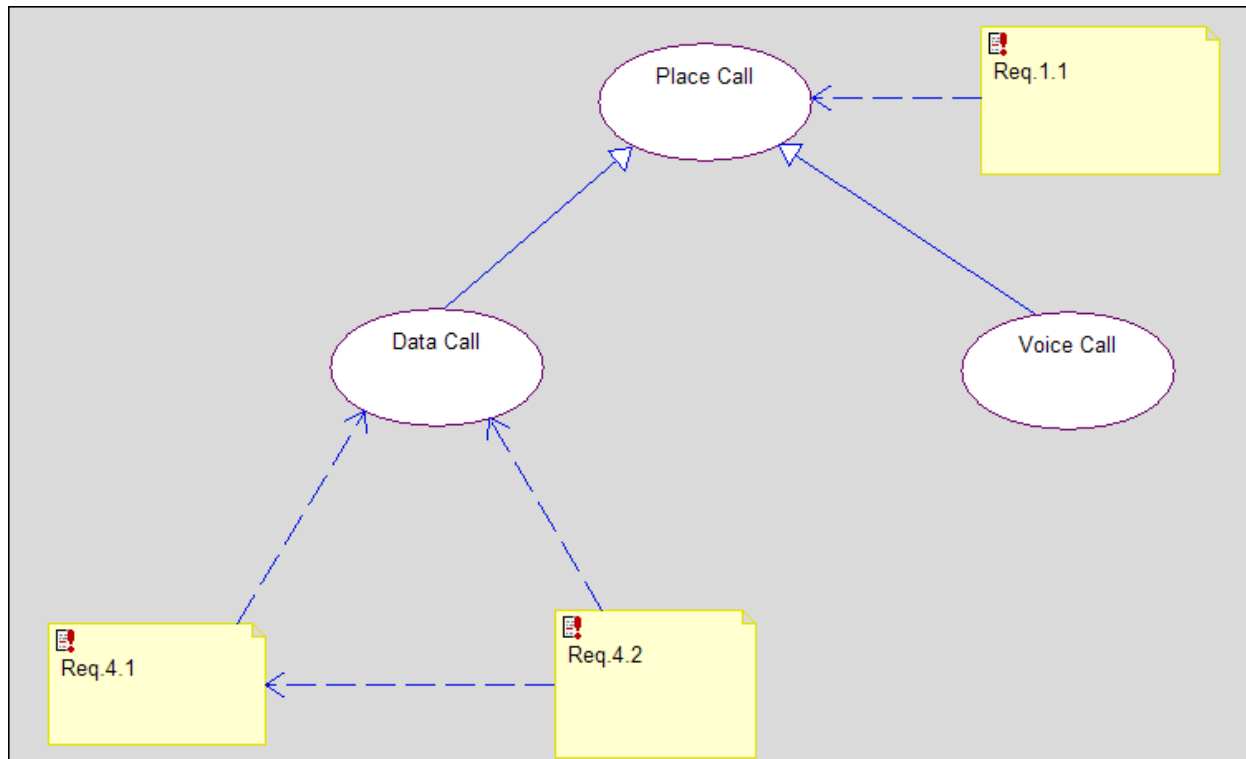 Place Call
Req.1.1
Data Call
Voice Call
Req.4.1
Req.4.2